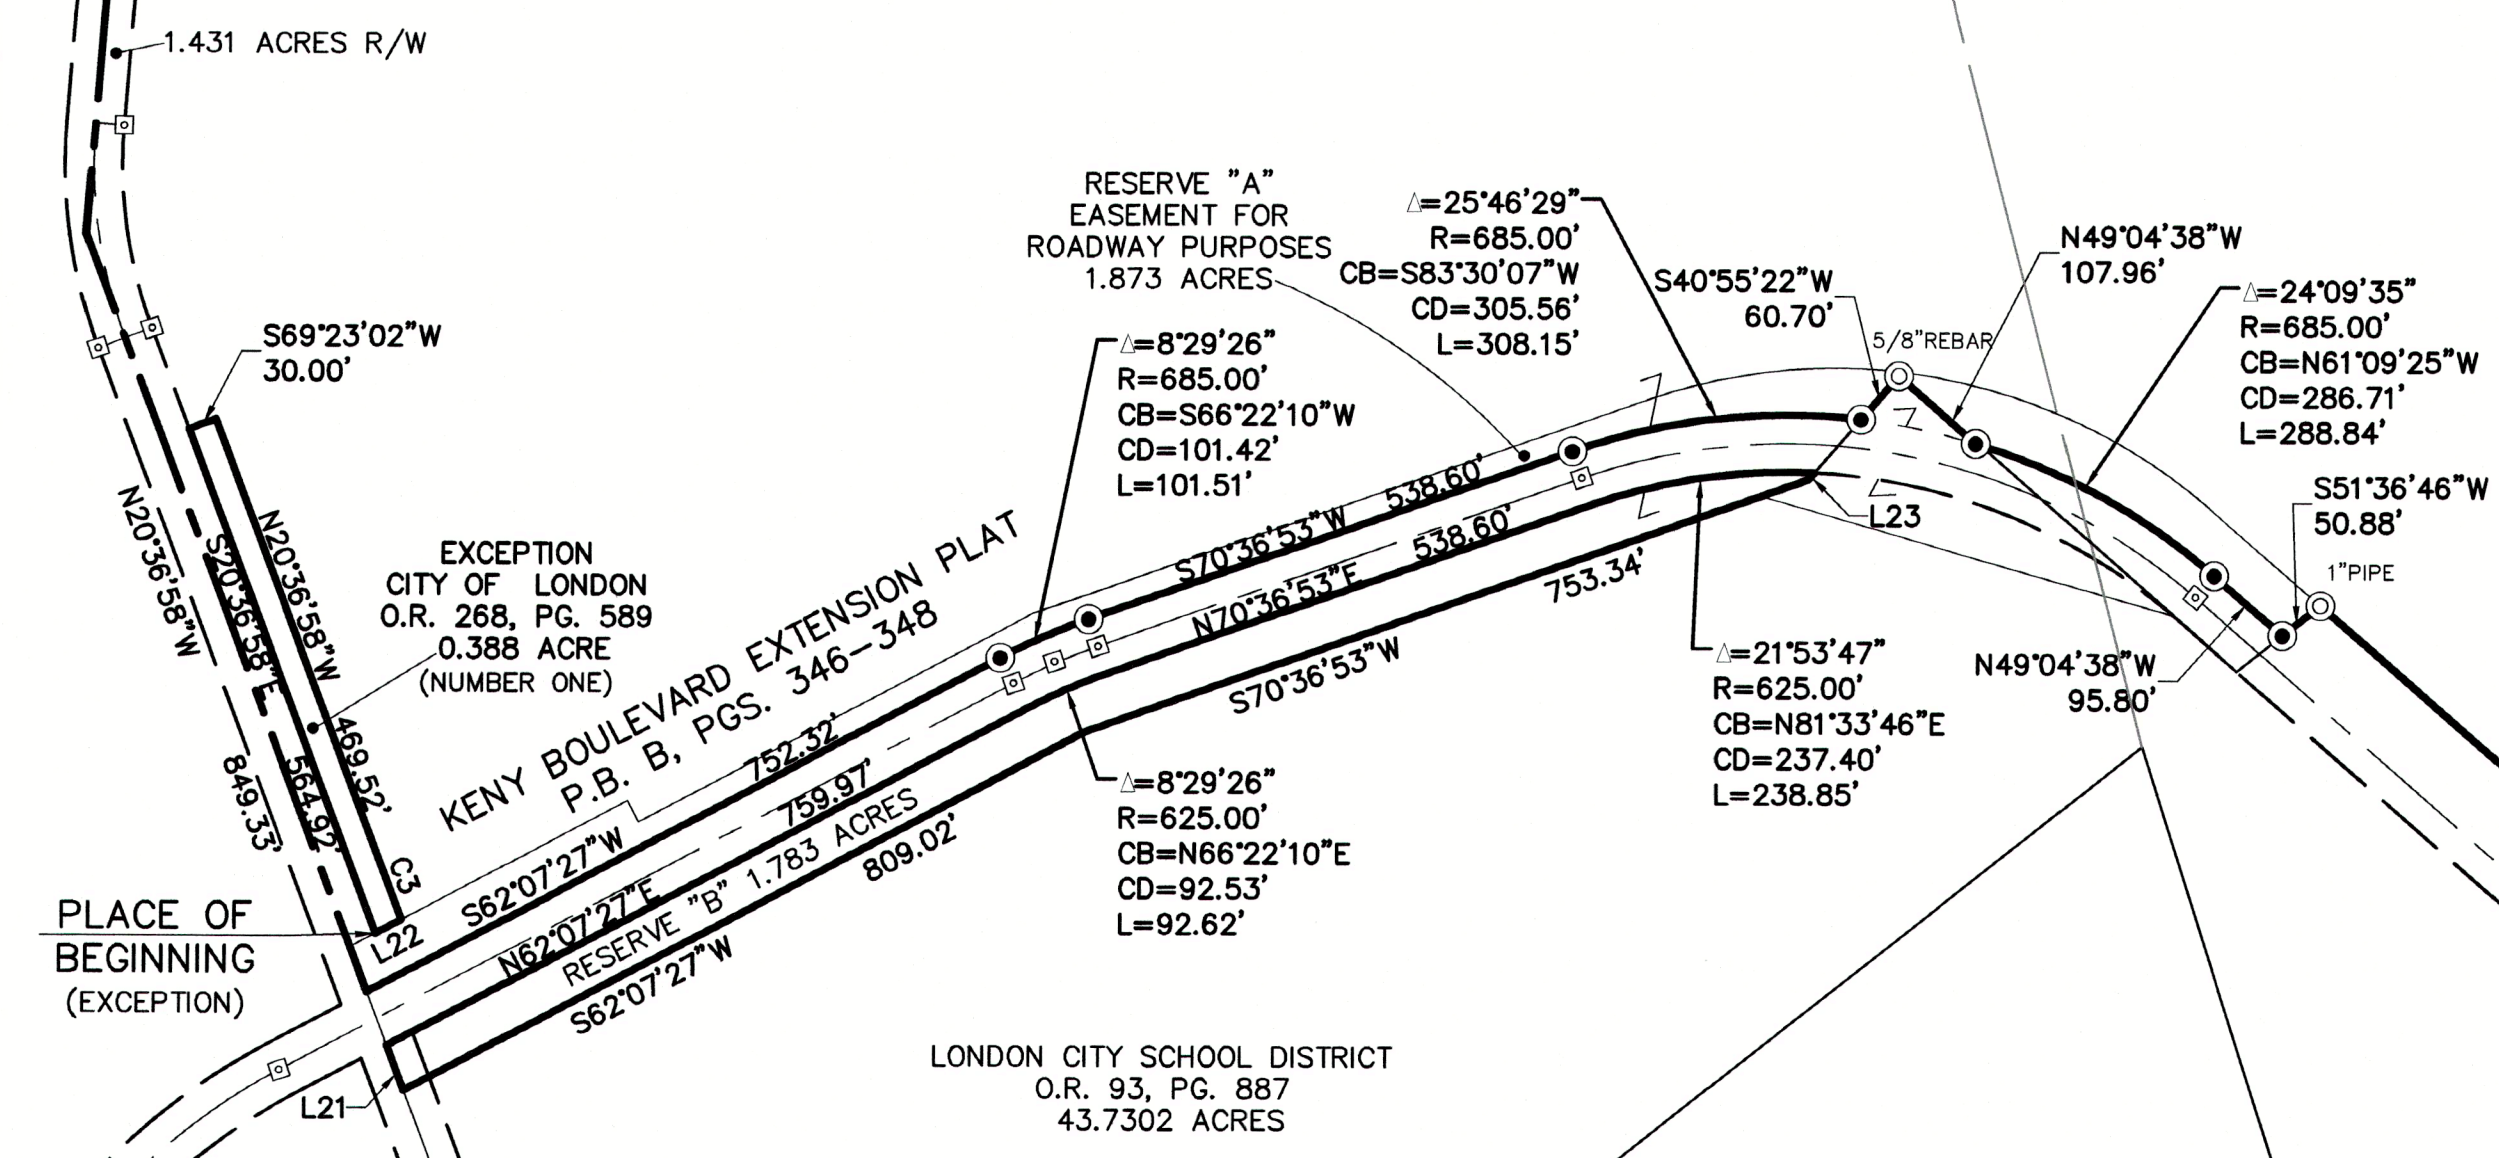 1.431 ACRES R/W
S69°23'02"W
30.00'
N20°36'58"W
849.33'
S20°36'58"E
564.92'
N20°36'58"W
469.52'
C3
EXCEPTION
CITY OF LONDON
O.R. 268, PG. 589
0.388 ACRE
(NUMBER ONE)
PLACE OF
BEGINNING
(EXCEPTION)
L22
L21
KENY BOULEVARD EXTENSION PLAT
P.B. B, PGS. 346-348
S62°07'27"W
752.32'
N62°07'27"E
759.97'
RESERVE "B" 1.783 ACRES
S62°07'27"W
809.02'
RESERVE "A"
EASEMENT FOR
ROADWAY PURPOSES
1.873 ACRES
Δ=8°29'26"
R=685.00'
CB=S66°22'10"W
CD=101.42'
L=101.51'
Δ=25°46'29"
R=685.00'
CB=S83°30'07"W
CD=305.56'
L=308.15'
S70°36'53"W
538.60'
N70°36'53"E
538.60'
S70°36'53"W
753.34'
Δ=8°29'26"
R=625.00'
CB=N66°22'10"E
CD=92.53'
L=92.62'
S40°55'22"W
60.70'
5/8"REBAR
N49°04'38"W
107.96'
Δ=24°09'35"
R=685.00'
CB=N61°09'25"W
CD=286.71'
L=288.84'
S51°36'46"W
50.88'
1"PIPE
L23
Δ=21°53'47"
R=625.00'
CB=N81°33'46"E
CD=237.40'
L=238.85'
N49°04'38"W
95.80'
LONDON CITY SCHOOL DISTRICT
O.R. 93, PG. 887
43.7302 ACRES